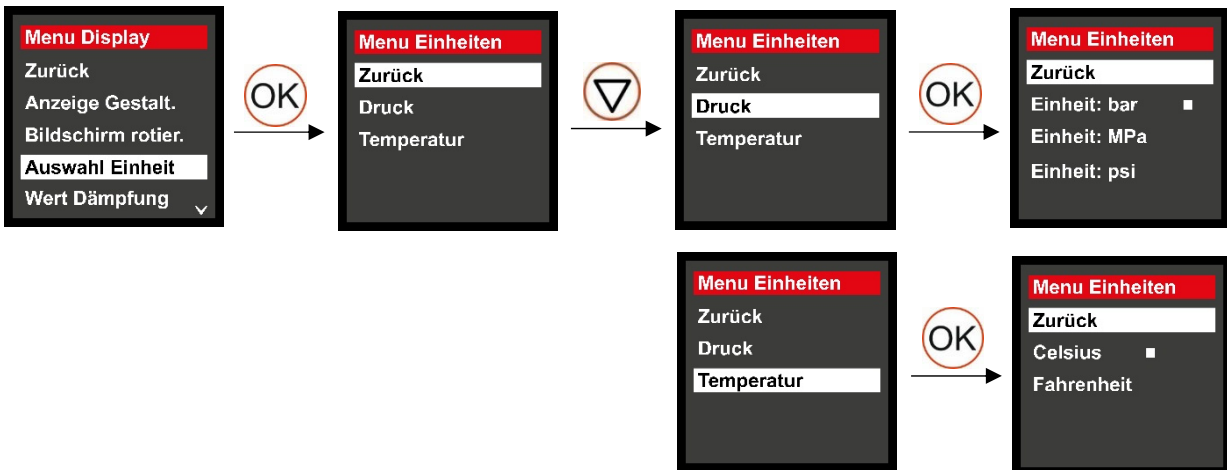 Menu Display
Zurück
Anzeige Gestalt.
Bildschirm rotier.
Auswahl Einheit
Wert Dämpfung
OK
Menu Einheiten
Zurück
Druck
Temperatur
Menu Einheiten
Zurück
Druck
Temperatur
OK
Menu Einheiten
Zurück
Einheit: bar
Einheit: MPa
Einheit: psi
Menu Einheiten
Zurück
Druck
Temperatur
OK
Menu Einheiten
Zurück
Celsius
Fahrenheit